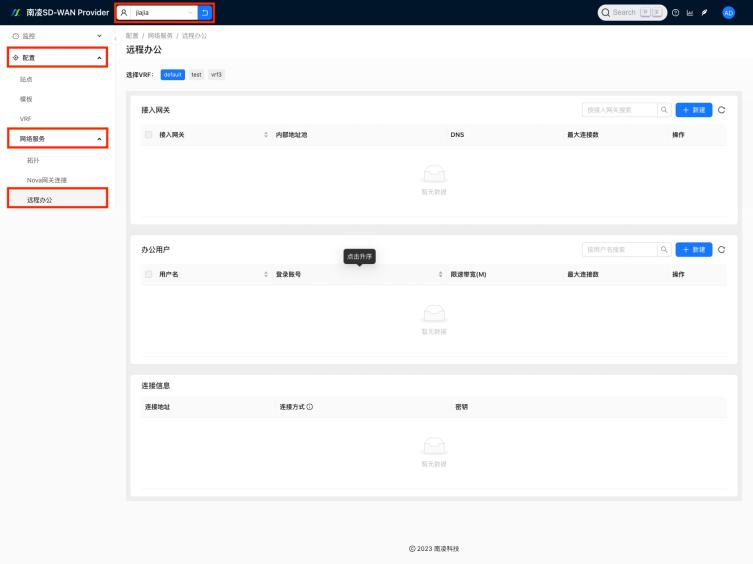 南凌SD-WAN Provider
jiajia
Search
AD
监控
配置
站点
模板
VRF
网络服务
拓扑
Nova网关连接
远程办公
配置 / 网络服务 / 远程办公
远程办公
选择VRF: default test vrf3
接入网关
按接入网关搜索
+ 新建
接入网关 内部地址池 DNS 最大连接数 操作
暂无数据
办公用户
按用户名搜索
+ 新建
点击升序
用户名 登录账号 限速带宽(M) 最大连接数 操作
暂无数据
连接信息
连接地址 连接方式 密钥
暂无数据
© 2023 南凌科技